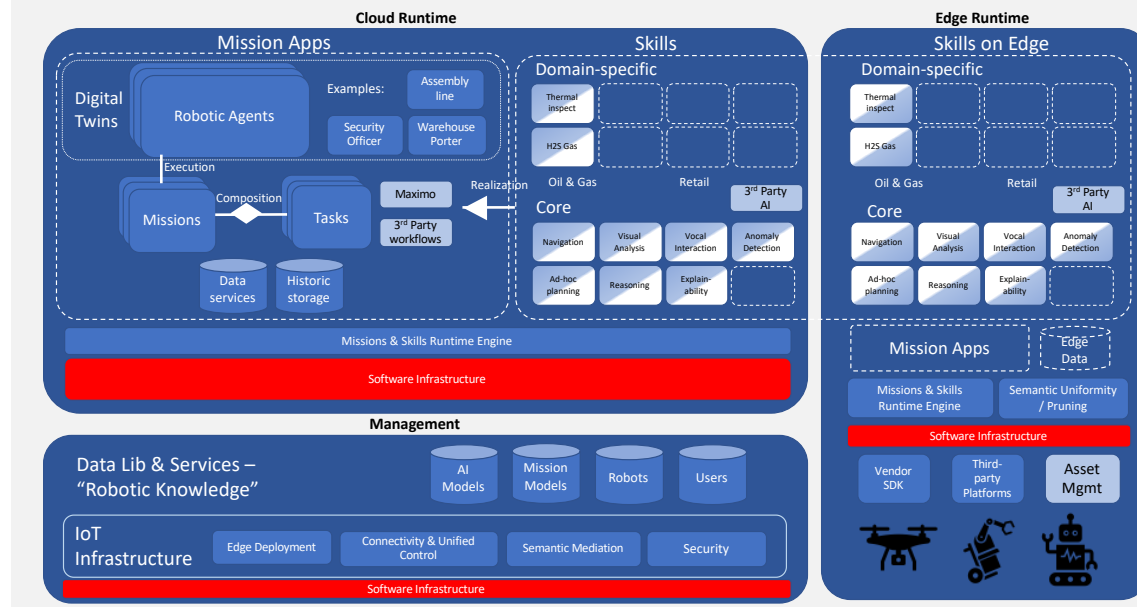 Cloud Runtime
Mission Apps
Digital
Twins
Robotic Agents
Examples:
Assembly
line
Security
Officer
Warehouse
Porter
Execution
Missions
Composition
Tasks
Maximo
3rd Party
workflows
Realization
Data
services
Historic
storage
Skills
Domain-specific
Thermal
inspect
H2S Gas
Oil & Gas
Retail
3rd Party
AI
Core
Navigation
Visual
Analysis
Vocal
Interaction
Anomaly
Detection
Ad-hoc
planning
Reasoning
Explain-
ability
Missions & Skills Runtime Engine
Software Infrastructure
Edge Runtime
Skills on Edge
Domain-specific
Thermal
inspect
H2S Gas
Oil & Gas
Retail
3rd Party
AI
Core
Navigation
Visual
Analysis
Vocal
Interaction
Anomaly
Detection
Ad-hoc
planning
Reasoning
Explain-
ability
Mission Apps
Edge
Data
Missions & Skills
Runtime Engine
Semantic Uniformity
/ Pruning
Software Infrastructure
Vendor
SDK
Third-
party
Platforms
Asset
Mgmt
Management
Data Lib & Services –
“Robotic Knowledge”
AI
Models
Mission
Models
Robots
Users
IoT
Infrastructure
Edge Deployment
Connectivity & Unified
Control
Semantic Mediation
Security
Software Infrastructure